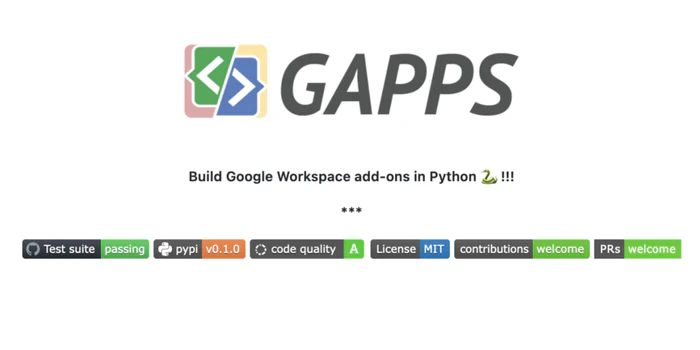 GAPPS
Build Google Workspace add-ons in Python 🐍 !!!
***
Test suite passing pypi v0.1.0 code quality A License MIT contributions welcome PRs welcome